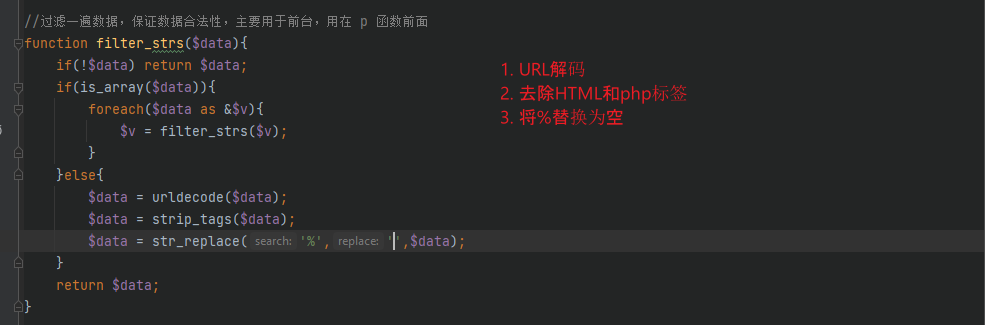 //过滤一遍数据，保证数据合法性，主要用于前台，用在 p 函数前面
function filter_strs($data){
if(!$data) return $data;
if(is_array($data)){
foreach($data as &$v){
$v = filter_strs($v);
}
}else{
$data = urldecode($data);
$data = strip_tags($data);
$data = str_replace( search: '%', replace: '',$data);
}
return $data;
}
1. URL解码
2. 去除HTML和php标签
3. 将%替换为空